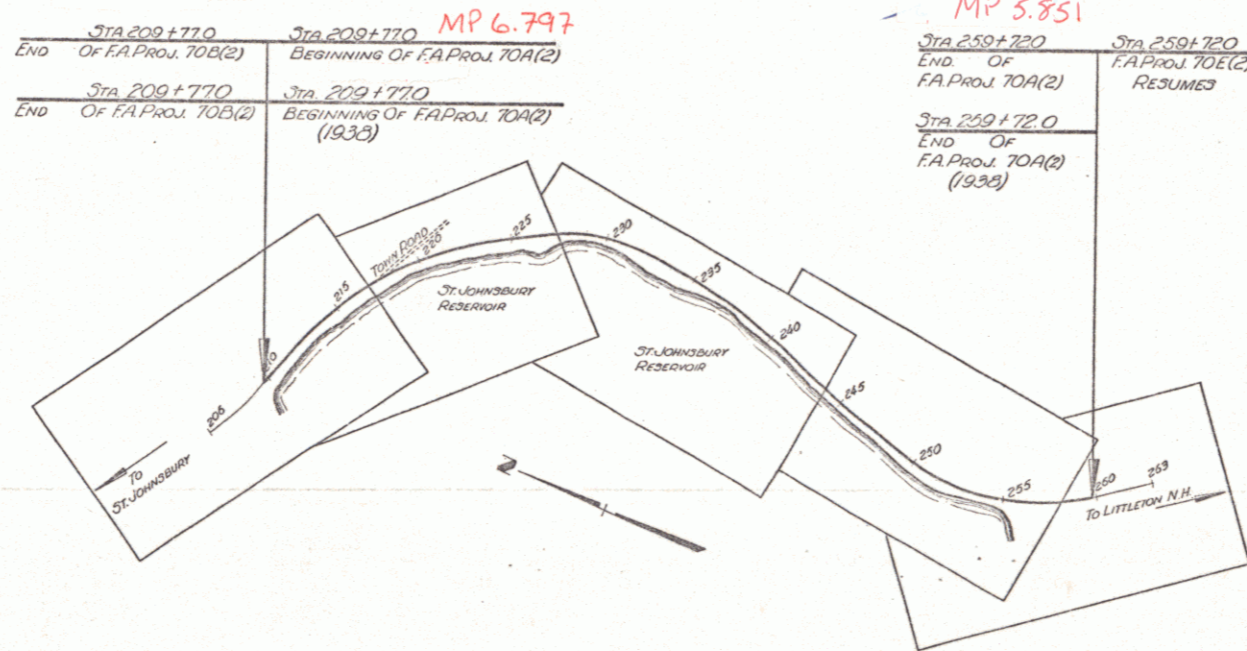 MP 6.797
STA 209+77.0
END OF F.A. PROJ. 70B(2)
STA. 209+77.0
BEGINNING OF F.A. PROJ. 70A(2)
STA. 209+77.0
END OF F.A. PROJ. 70B(2)
STA. 209+77.0
BEGINNING OF F.A. PROJ. 70A(2)
(1938)
MP 5.851
STA. 259+72.0
END. OF
F.A. PROJ. 70A(2)
STA. 259+72.0
F.A. PROJ. 70E(2)
RESUMES
STA. 259+72.0
END OF
F.A. PROJ. 70A(2)
(1938)
TO
ST. JOHNSBURY
210
215
TOWN ROAD
220
225
ST. JOHNSBURY
RESERVOIR
230
235
ST. JOHNSBURY
RESERVOIR
240
245
250
255
260
263
TO LITTLETON N.H.